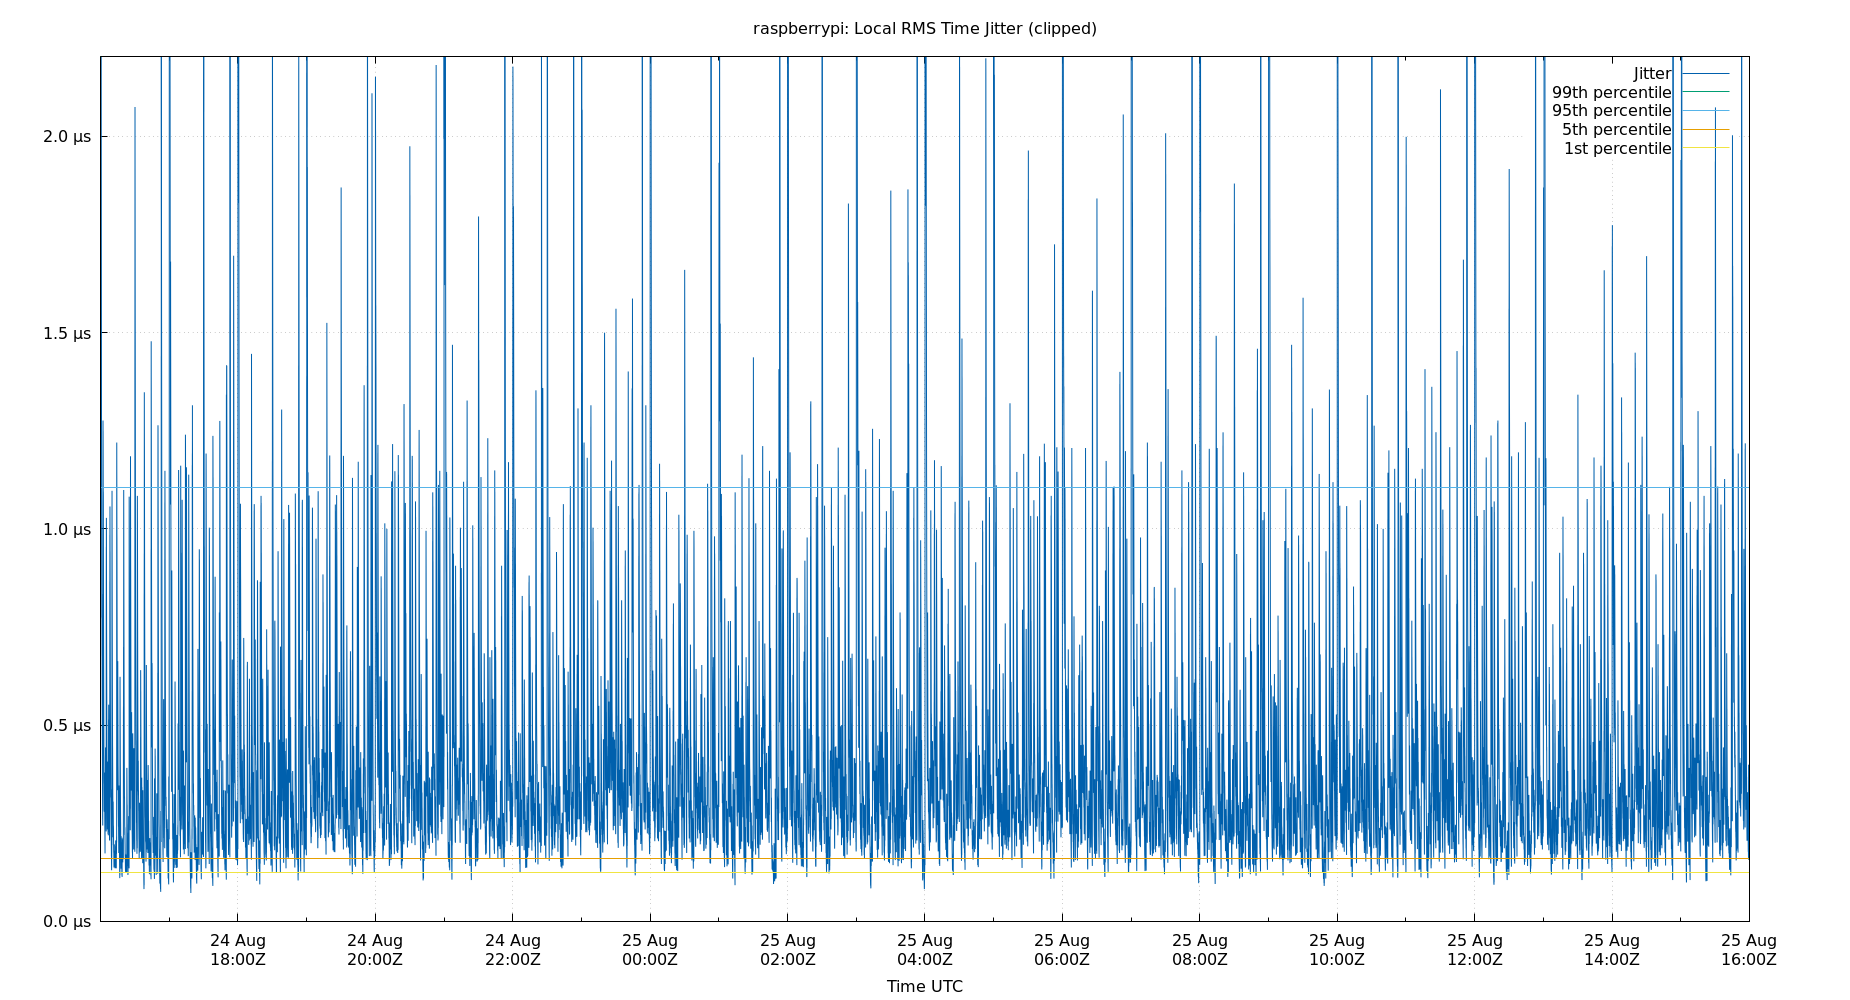 raspberrypi: Local RMS Time Jitter (clipped)
Jitter
99th percentile
95th percentile
5th percentile
1st percentile
2.0 µs
1.5 µs
1.0 µs
0.5 µs
0.0 µs
24 Aug 24 Aug 24 Aug 25 Aug 25 Aug 25 Aug 25 Aug 25 Aug 25 Aug 25 Aug 25 Aug 25 Aug
18:00Z 20:00Z 22:00Z 00:00Z 02:00Z 04:00Z 06:00Z 08:00Z 10:00Z 12:00Z 14:00Z 16:00Z
Time UTC